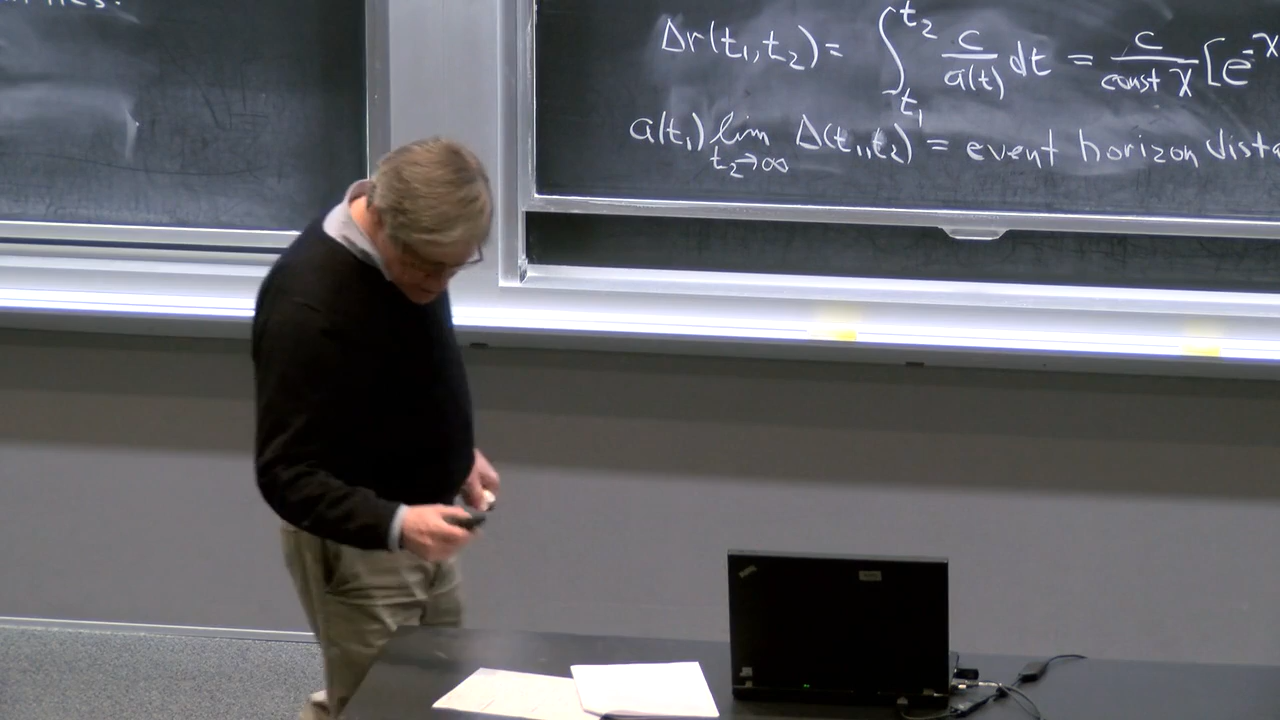 Δr(t₁,t₂) = ∫_{t₁}^{t₂} c/a(t) dt = c/(const χ) [e^{-χ
a(t₁) lim_{t₂→∞} Δ(t₁,t₂) = event horizon dista